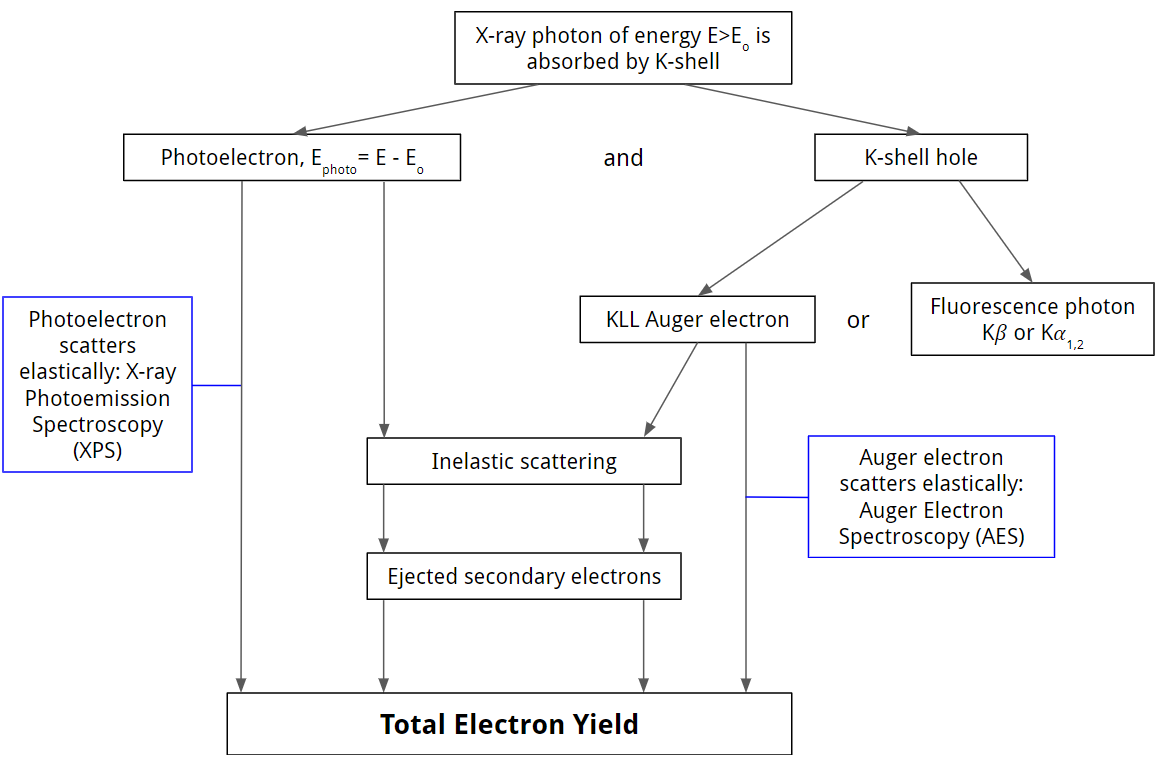 X-ray photon of energy E>Eo is
absorbed by K-shell
Photoelectron, Ephoto= E - Eo
and
K-shell hole
Photoelectron
scatters
elastically: X-ray
Photoemission
Spectroscopy
(XPS)
KLL Auger electron
or
Fluorescence photon
Kβ or Kα1,2
Inelastic scattering
Auger electron
scatters elastically:
Auger Electron
Spectroscopy (AES)
Ejected secondary electrons
Total Electron Yield